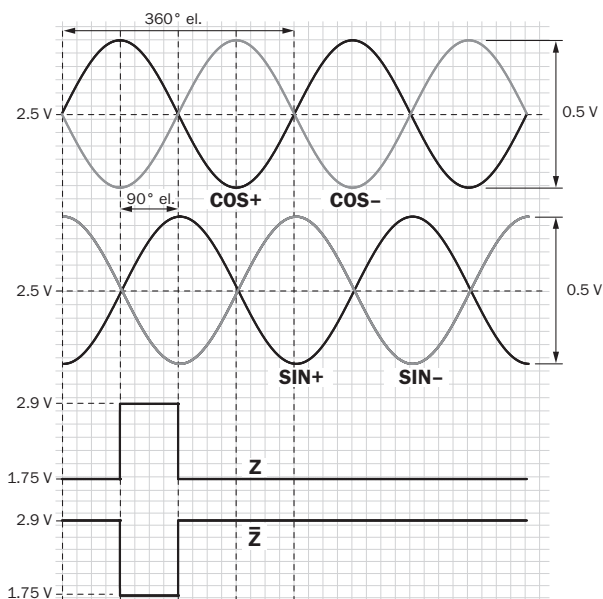 360° el.
2.5 V
0.5 V
COS+
COS–
90° el.
2.5 V
0.5 V
SIN+
SIN–
2.9 V
Z
1.75 V
2.9 V
Z̅
1.75 V